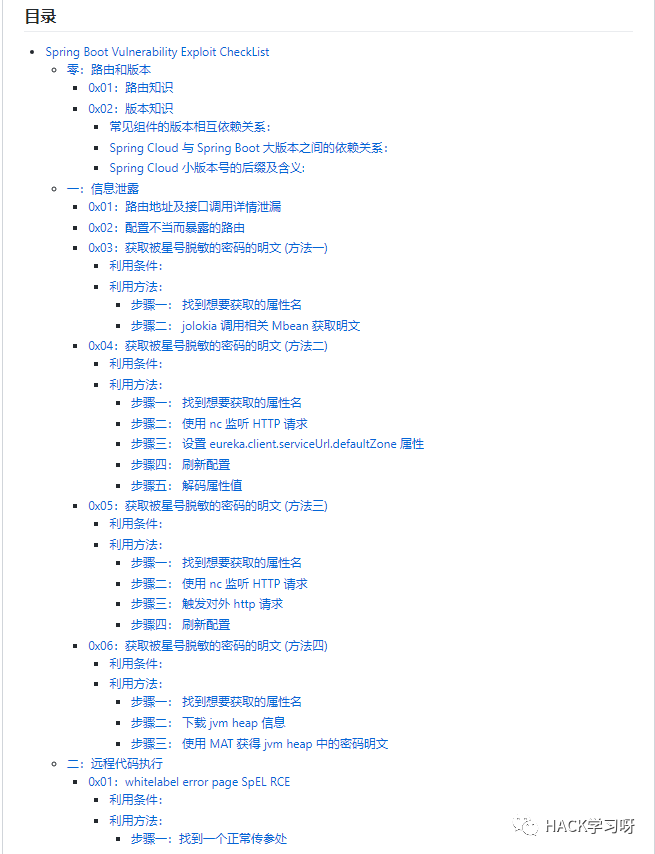 目录
Spring Boot Vulnerability Exploit CheckList
零：路由和版本
0x01：路由知识
0x02：版本知识
常见组件的版本相互依赖关系：
Spring Cloud 与 Spring Boot 大版本之间的依赖关系：
Spring Cloud 小版本号的后缀及含义:
一：信息泄露
0x01：路由地址及接口调用详情泄漏
0x02：配置不当而暴露的路由
0x03：获取被星号脱敏的密码的明文 (方法一)
利用条件：
利用方法：
步骤一： 找到想要获取的属性名
步骤二： jolokia 调用相关 Mbean 获取明文
0x04：获取被星号脱敏的密码的明文 (方法二)
利用条件：
利用方法：
步骤一： 找到想要获取的属性名
步骤二： 使用 nc 监听 HTTP 请求
步骤三： 设置 eureka.client.serviceUrl.defaultZone 属性
步骤四： 刷新配置
步骤五： 解码属性值
0x05：获取被星号脱敏的密码的明文 (方法三)
利用条件：
利用方法：
步骤一： 找到想要获取的属性名
步骤二： 使用 nc 监听 HTTP 请求
步骤三： 触发对外 http 请求
步骤四： 刷新配置
0x06：获取被星号脱敏的密码的明文 (方法四)
利用条件：
利用方法：
步骤一： 找到想要获取的属性名
步骤二： 下载 jvm heap 信息
步骤三： 使用 MAT 获得 jvm heap 中的密码明文
二：远程代码执行
0x01：whitelabel error page SpEL RCE
利用条件：
利用方法：
步骤一：找到一个正常传参处
HACK学习呀